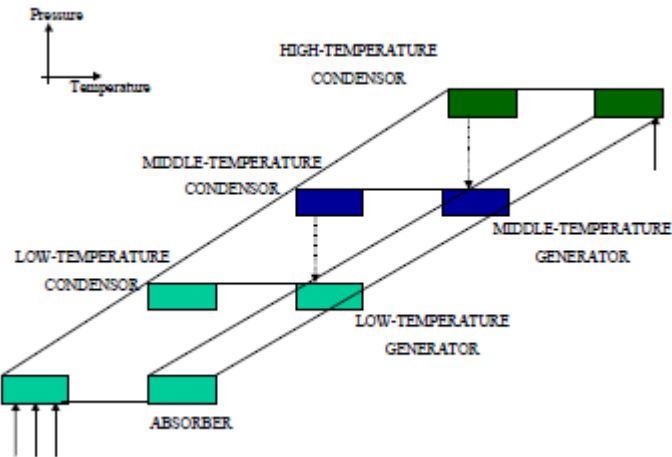 Pressure
Temperature
HIGH-TEMPERATURE
CONDENSOR
MIDDLE-TEMPERATURE
CONDENSOR
MIDDLE-TEMPERATURE
GENERATOR
LOW-TEMPERATURE
CONDENSOR
LOW-TEMPERATURE
GENERATOR
ABSORBER